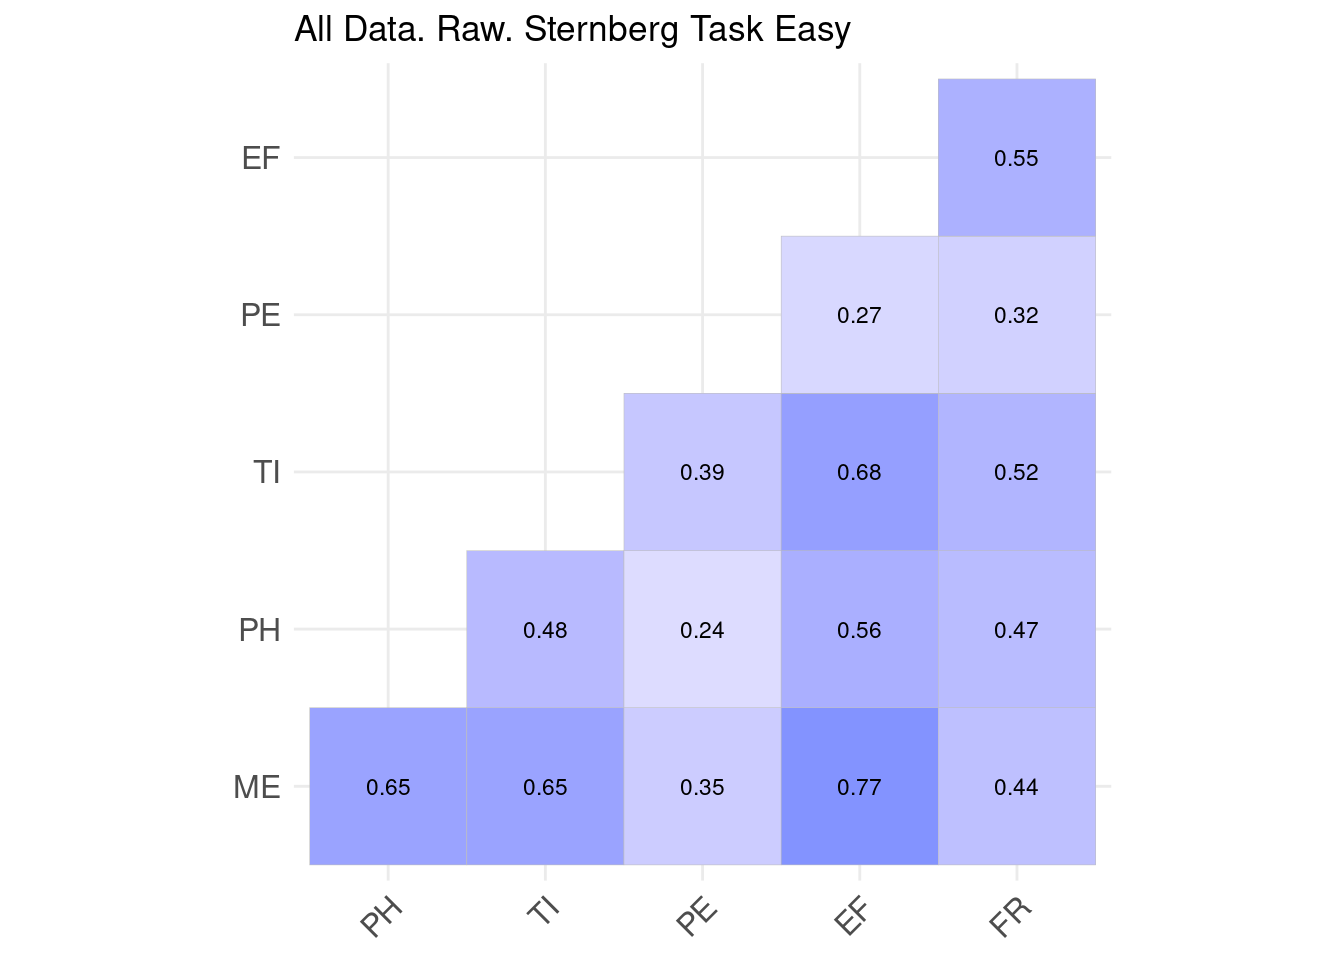 All Data. Raw. Sternberg Task Easy
EF 0.55
PE 0.27 0.32
TI 0.39 0.68 0.52
PH 0.48 0.24 0.56 0.47
ME 0.65 0.65 0.35 0.77 0.44
PH TI PE EF FR